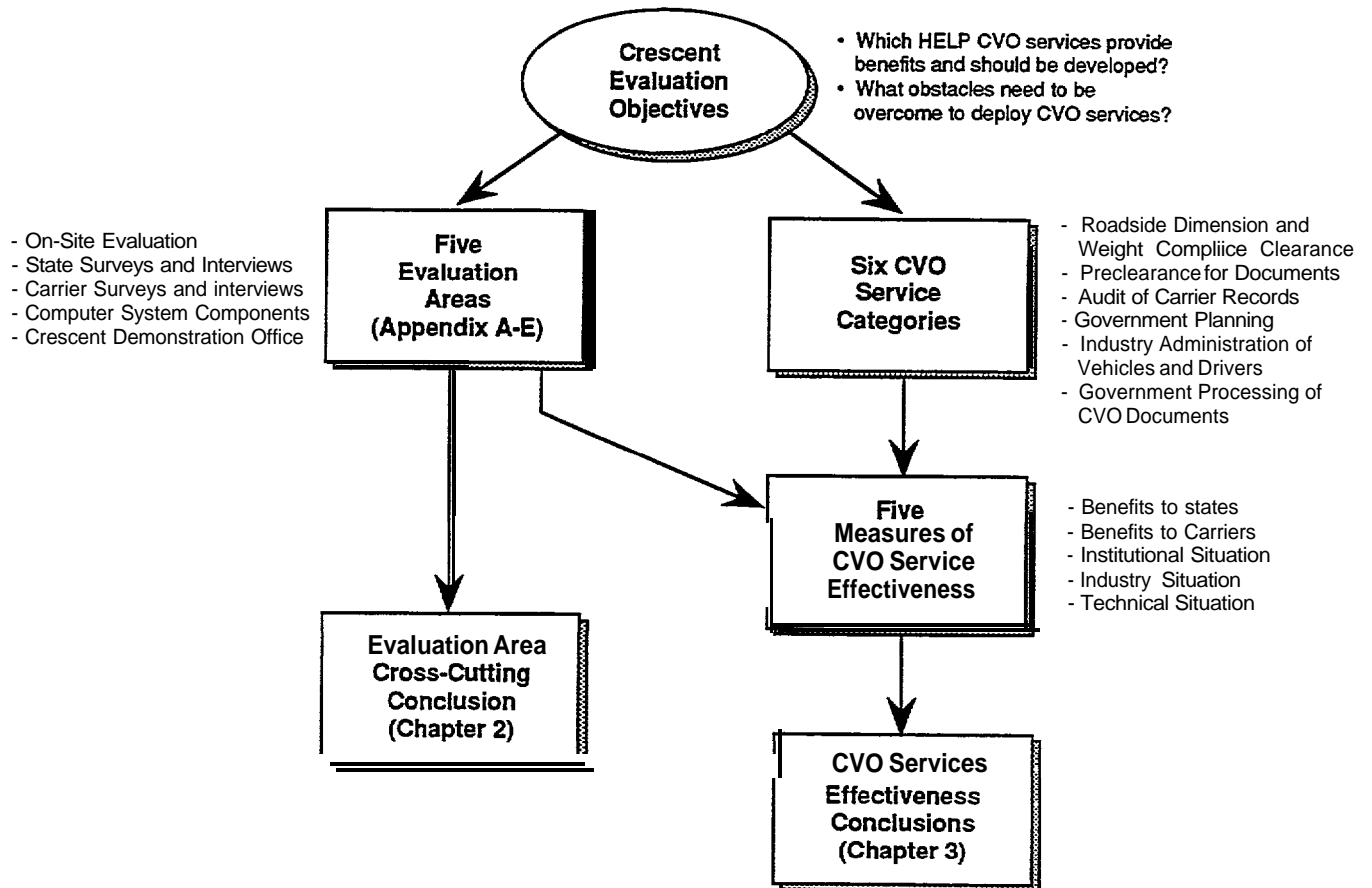 Crescent
Evaluation
Objectives
• Which HELP CVO services provide
benefits and should be developed?
• What obstacles need to be
overcome to deploy CVO services?
- On-Site Evaluation
- State Surveys and Interviews
- Carrier Surveys and interviews
- Computer System Components
- Crescent Demonstration Office
Five
Evaluation
Areas
(Appendix A-E)
Six CVO
Service
Categories
- Roadside Dimension and
Weight Compliice Clearance
- Preclearance for Documents
- Audit of Carrier Records
- Government Planning
- Industry Administration of
Vehicles and Drivers
- Government Processing of
CVO Documents
Five
Measures of
CVO Service
Effectiveness
- Benefits to states
- Benefits to Carriers
- Institutional Situation
- Industry Situation
- Technical Situation
Evaluation Area
Cross-Cutting
Conclusion
(Chapter 2)
CVO Services
Effectiveness
Conclusions
(Chapter 3)